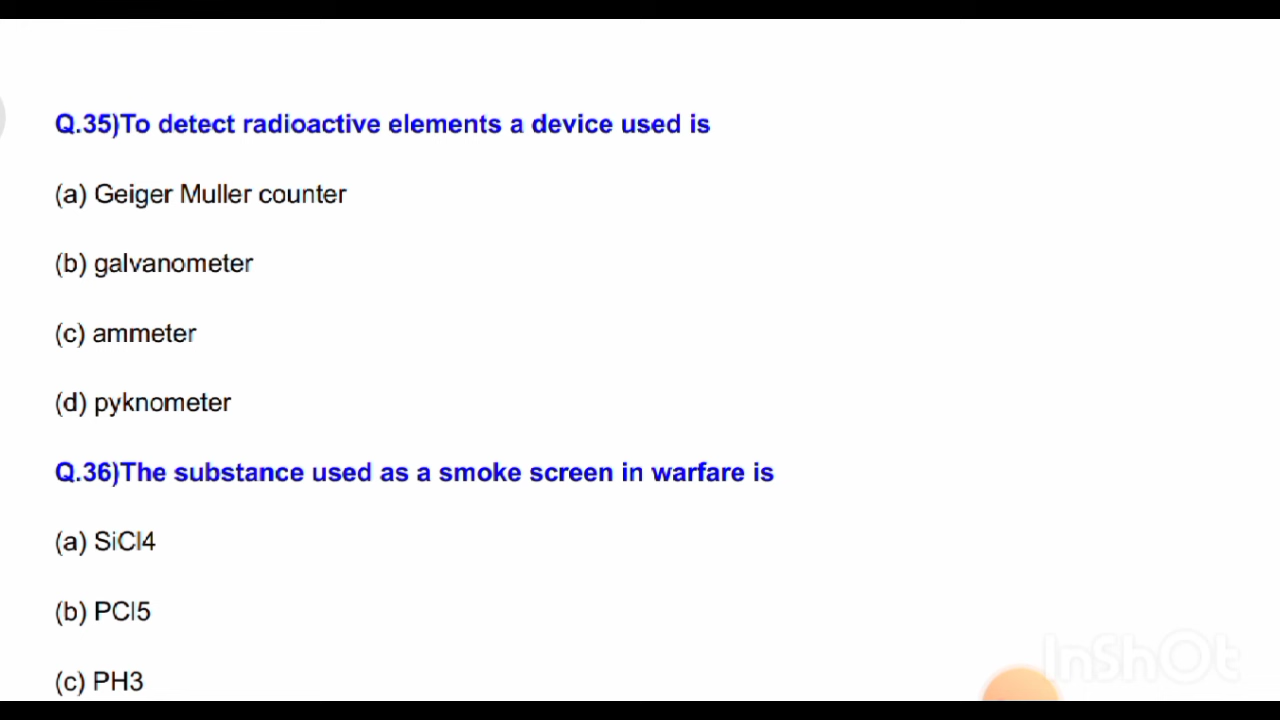 Q.35)To detect radioactive elements a device used is
(a) Geiger Muller counter
(b) galvanometer
(c) ammeter
(d) pyknometer
Q.36)The substance used as a smoke screen in warfare is
(a) SiCl4
(b) PCl5
(c) PH3
InShOt